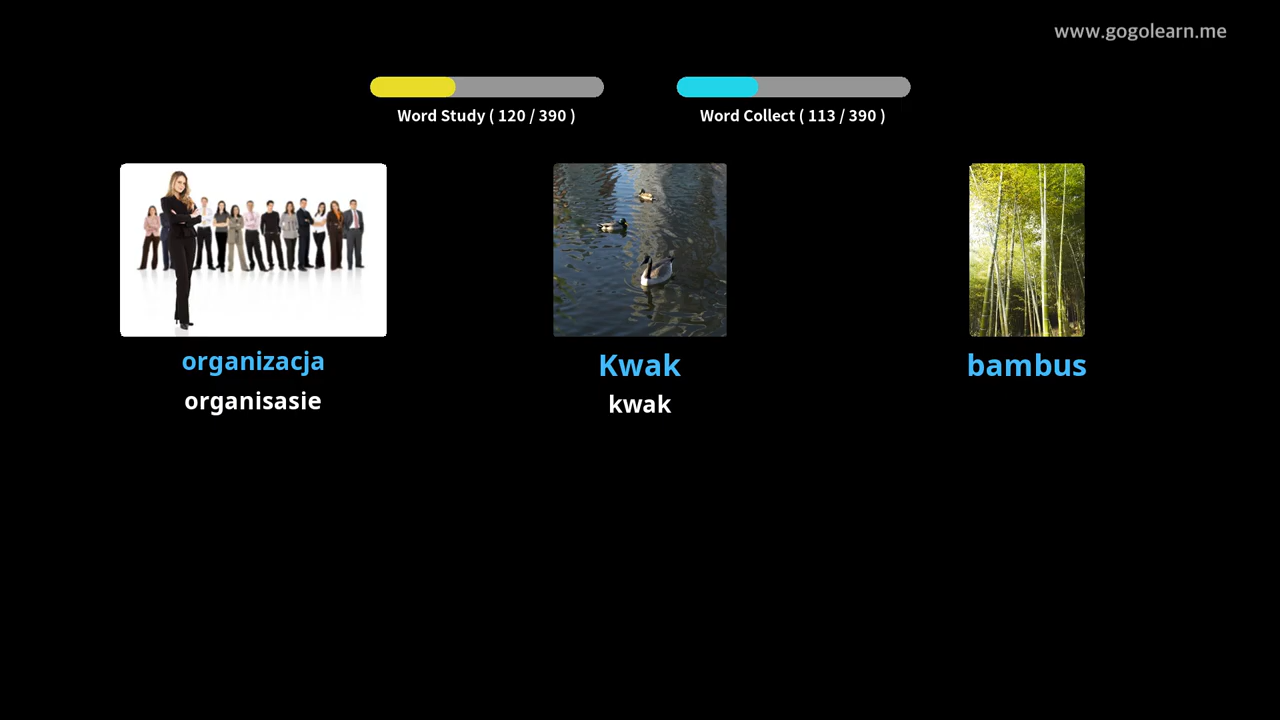 www.gogolearn.me
Word Study ( 120 / 390 )
Word Collect ( 113 / 390 )
organizacja
organisasie
Kwak
kwak
bambus